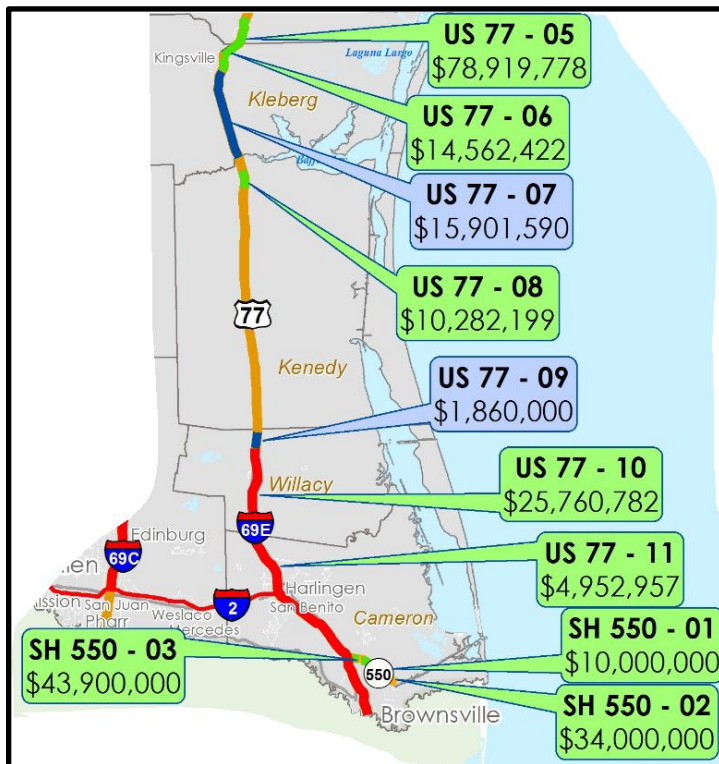 US 77 - 05
$78,919,778
Kingsville
Laguna Largo
Kleberg
US 77 - 06
$14,562,422
US 77 - 07
$15,901,590
US 77 - 08
$10,282,199
77
Kenedy
US 77 - 09
$1,860,000
Willacy
US 77 - 10
$25,760,782
69E
Edinburg
69C
US 77 - 11
$4,952,957
Harlingen
San Benito
2
San Juan
Pharr
Weslaco
Mercedes
Cameron
SH 550 - 03
$43,900,000
SH 550 - 01
$10,000,000
550
SH 550 - 02
$34,000,000
Brownsville